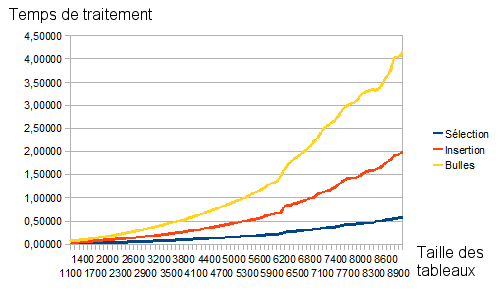 Temps de traitement
4,50000
4,00000
3,50000
3,00000
2,50000
2,00000
1,50000
1,00000
0,50000
0,00000
Sélection
Insertion
Bulles
1400 2000 2600 3200 3800 4400 5000 5600 6200 6800 7400 8000 8600
1100 1700 2300 2900 3500 4100 4700 5300 5900 6500 7100 7700 8300 8900
Taille des
tableaux